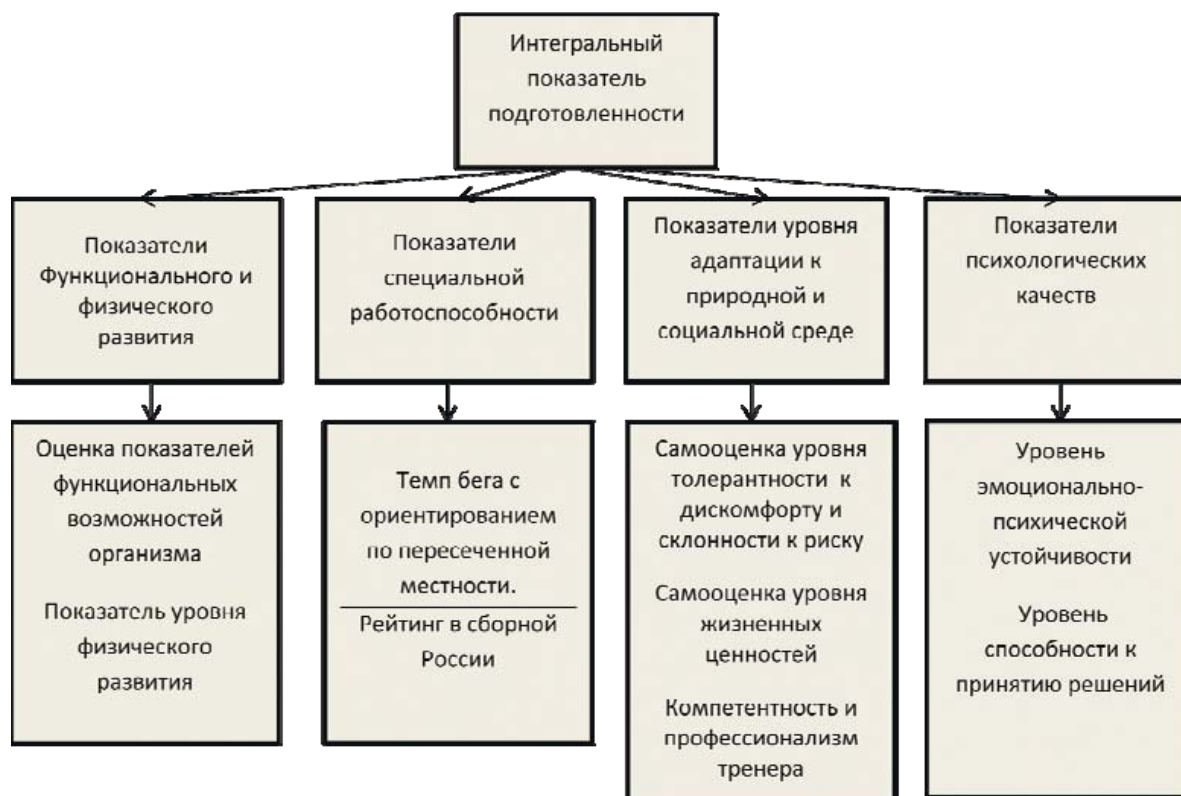 Интегральный
показатель
подготовленности
Показатели
Функционального и
физического
развития
Показатели
специальной
работоспособности
Показатели уровня
адаптации к
природной и
социальной среде
Показатели
психологических
качеств
Оценка показателей
функциональных
возможностей
организма
Показатель уровня
физического
развития
Темп бега с
ориентированием
по пересеченной
местности.
Рейтинг в сборной
России
Самооценка уровня
толерантности к
дискомфорту и
склонности к риску
Самооценка уровня
жизненных
ценностей
Компетентность и
профессионализм
тренера
Уровень
эмоционально-
психической
устойчивости
Уровень
способности к
принятию решений